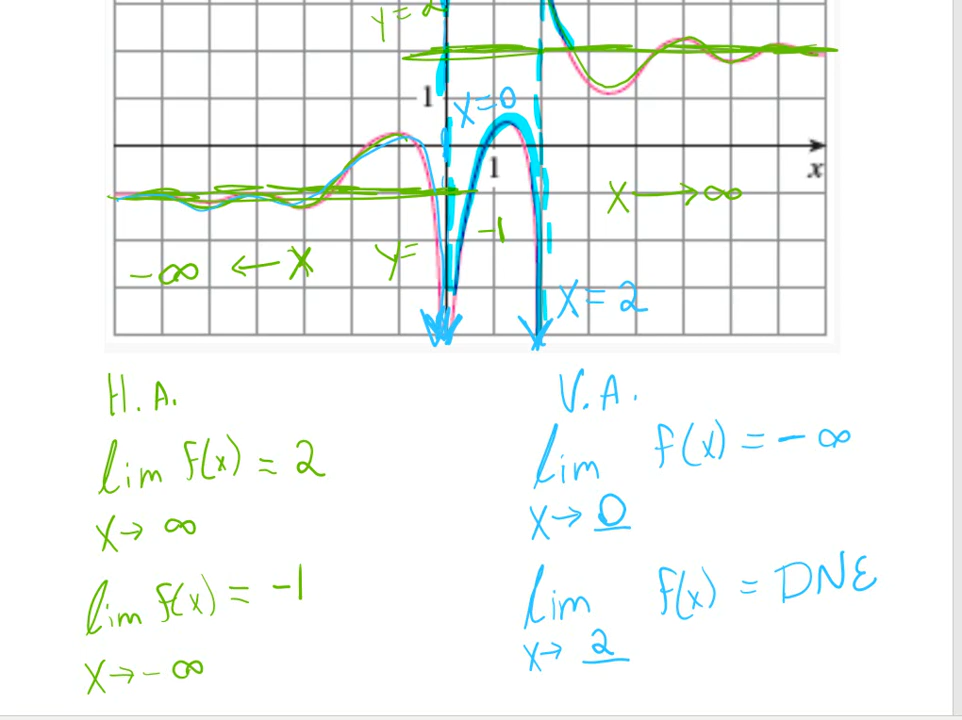 y = 2
1
x=0
1
x
x → ∞
-1
-∞ ← x
y=
x = 2
H.A.
V.A.
lim f(x) = 2
x → ∞
lim f(x) = -∞
x → 0
lim f(x) = -1
x → -∞
lim f(x) = DNE
x → 2